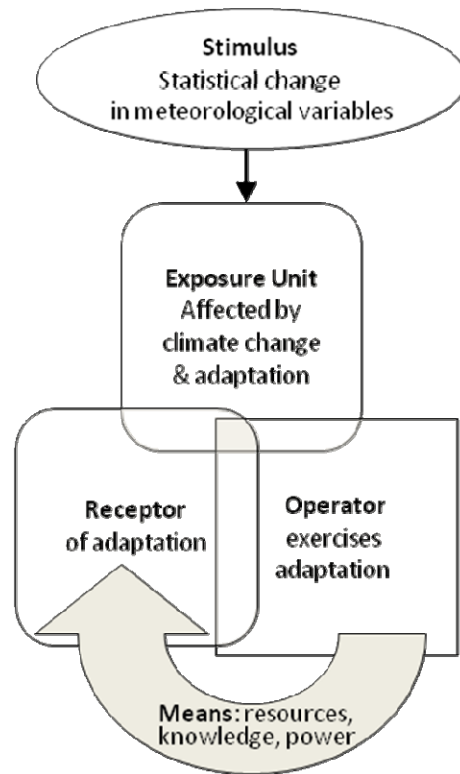 Stimulus
Statistical change
in meteorological variables
Exposure Unit
Affected by
climate change
& adaptation
Receptor
of adaptation
Operator
exercises
adaptation
Means: resources,
knowledge, power